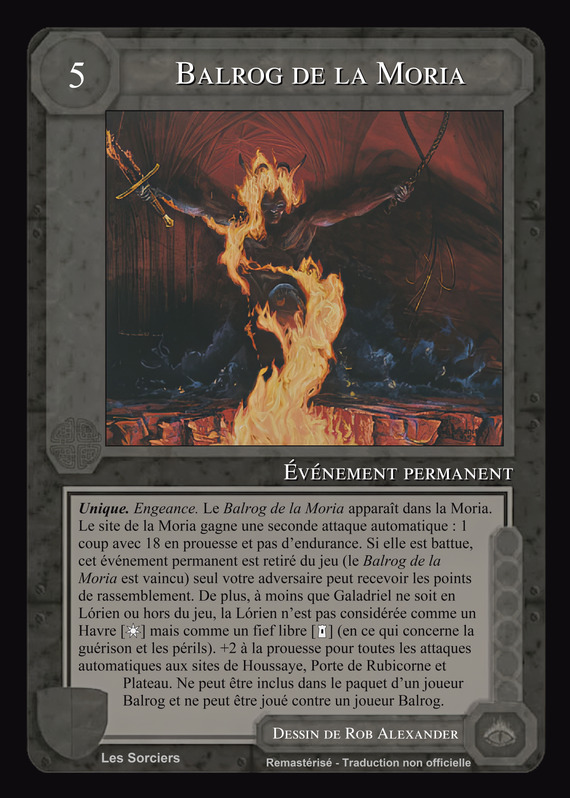 5
Balrog de la Moria
Événement permanent
Unique. Engeance. Le Balrog de la Moria apparaît dans la Moria.
Le site de la Moria gagne une seconde attaque automatique : 1
coup avec 18 en prouesse et pas d'endurance. Si elle est battue,
cet événement permanent est retiré du jeu (le Balrog de la
Moria est vaincu) seul votre adversaire peut recevoir les points
de rassemblement. De plus, à moins que Galadriel ne soit en
Lórien ou hors du jeu, la Lórien n'est pas considérée comme un
Havre [] mais comme un fief libre [] (en ce qui concerne la
guérison et les périls). +2 à la prouesse pour toutes les attaques
automatiques aux sites de Houssaye, Porte de Rubicorne et
Plateau. Ne peut être inclus dans le paquet d'un joueur
Balrog et ne peut être joué contre un joueur Balrog.
Dessin de Rob Alexander
Les Sorciers
Remastérisé - Traduction non officielle